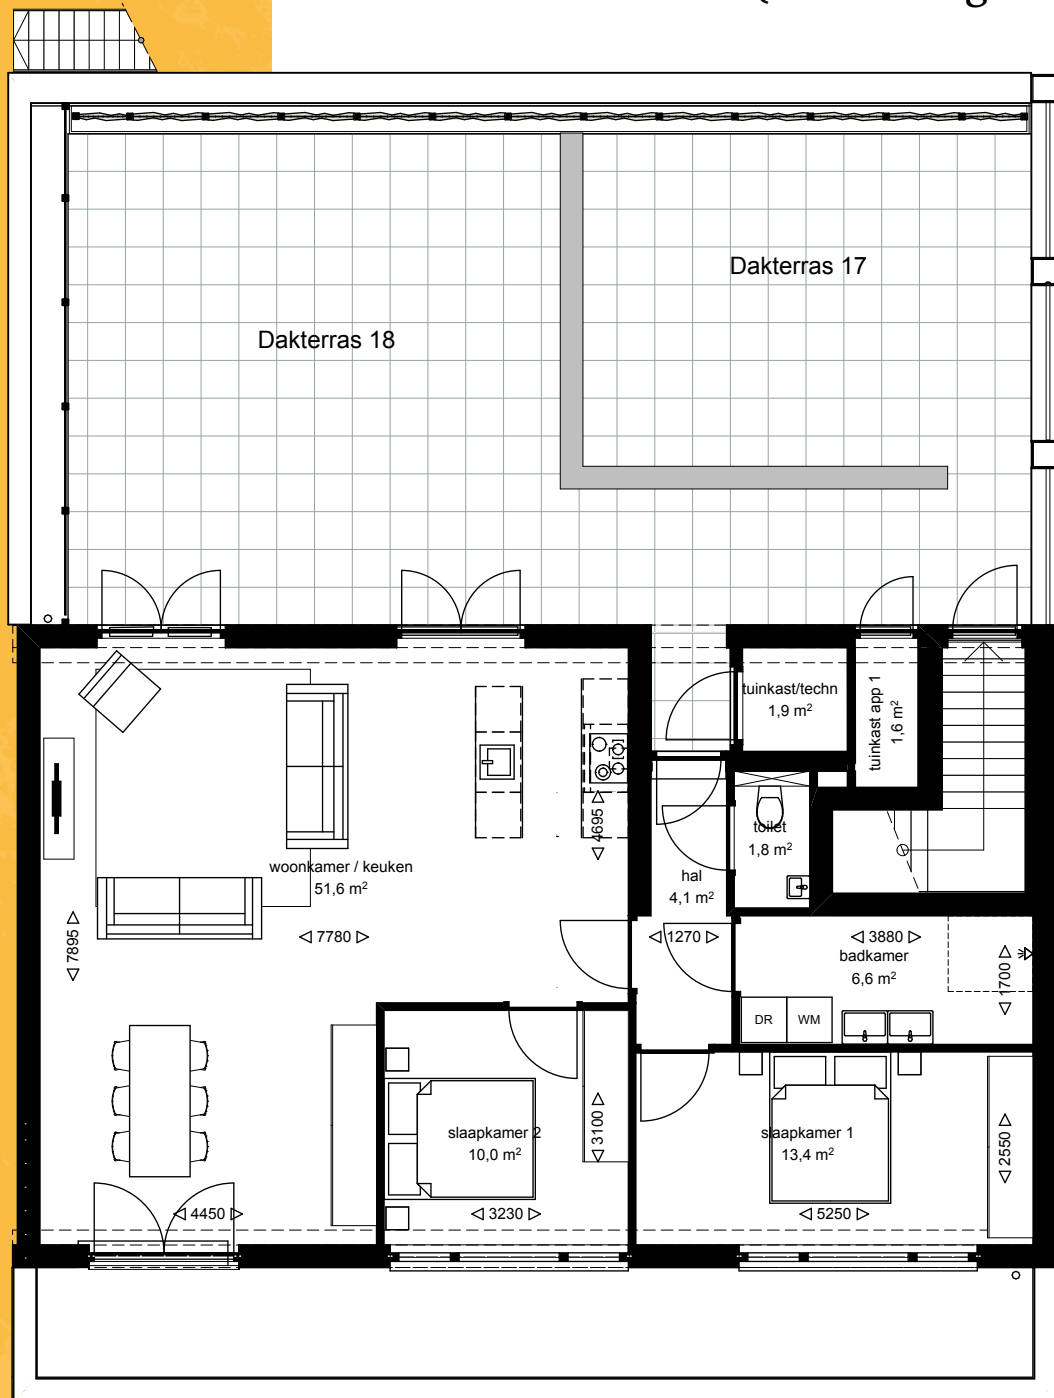 Dakterras 17
Dakterras 18
tuinkast/techn
1,9 m²
tuinkast app 1
1,6 m²
4695
toilet
1,8 m²
woonkamer / keuken
51,6 m²
hal
4,1 m²
7895
7780
1270
3880
badkamer
6,6 m²
1700
DR
WM
slaapkamer 2
10,0 m²
3100
slaapkamer 1
13,4 m²
2550
4450
3230
5250